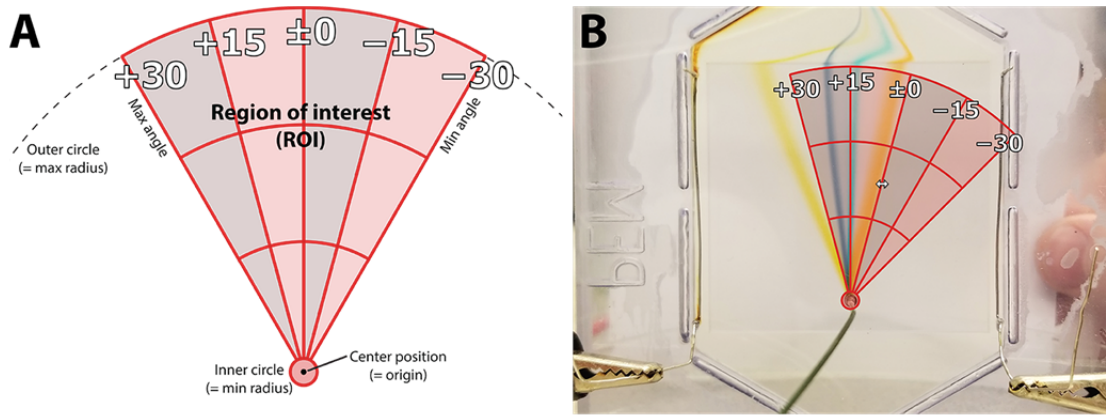 A
+30
+15
±0
−15
−30
Max angle
Min angle
Region of interest
(ROI)
Outer circle
(= max radius)
Inner circle
(= min radius)
Center position
(= origin)
B
+30
+15
±0
−15
−30
PEM